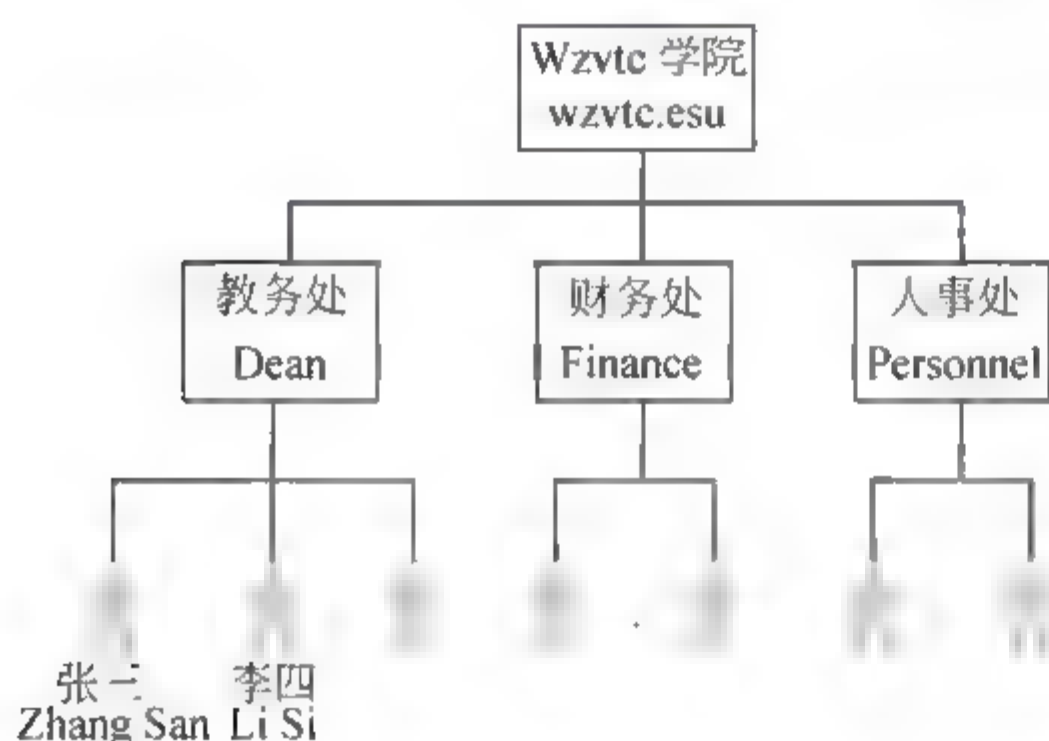 Wzvtc 学院
wzvtc.esu
教务处
Dean
财务处
Finance
人事处
Personnel
张三
李四
Zhang San
Li Si